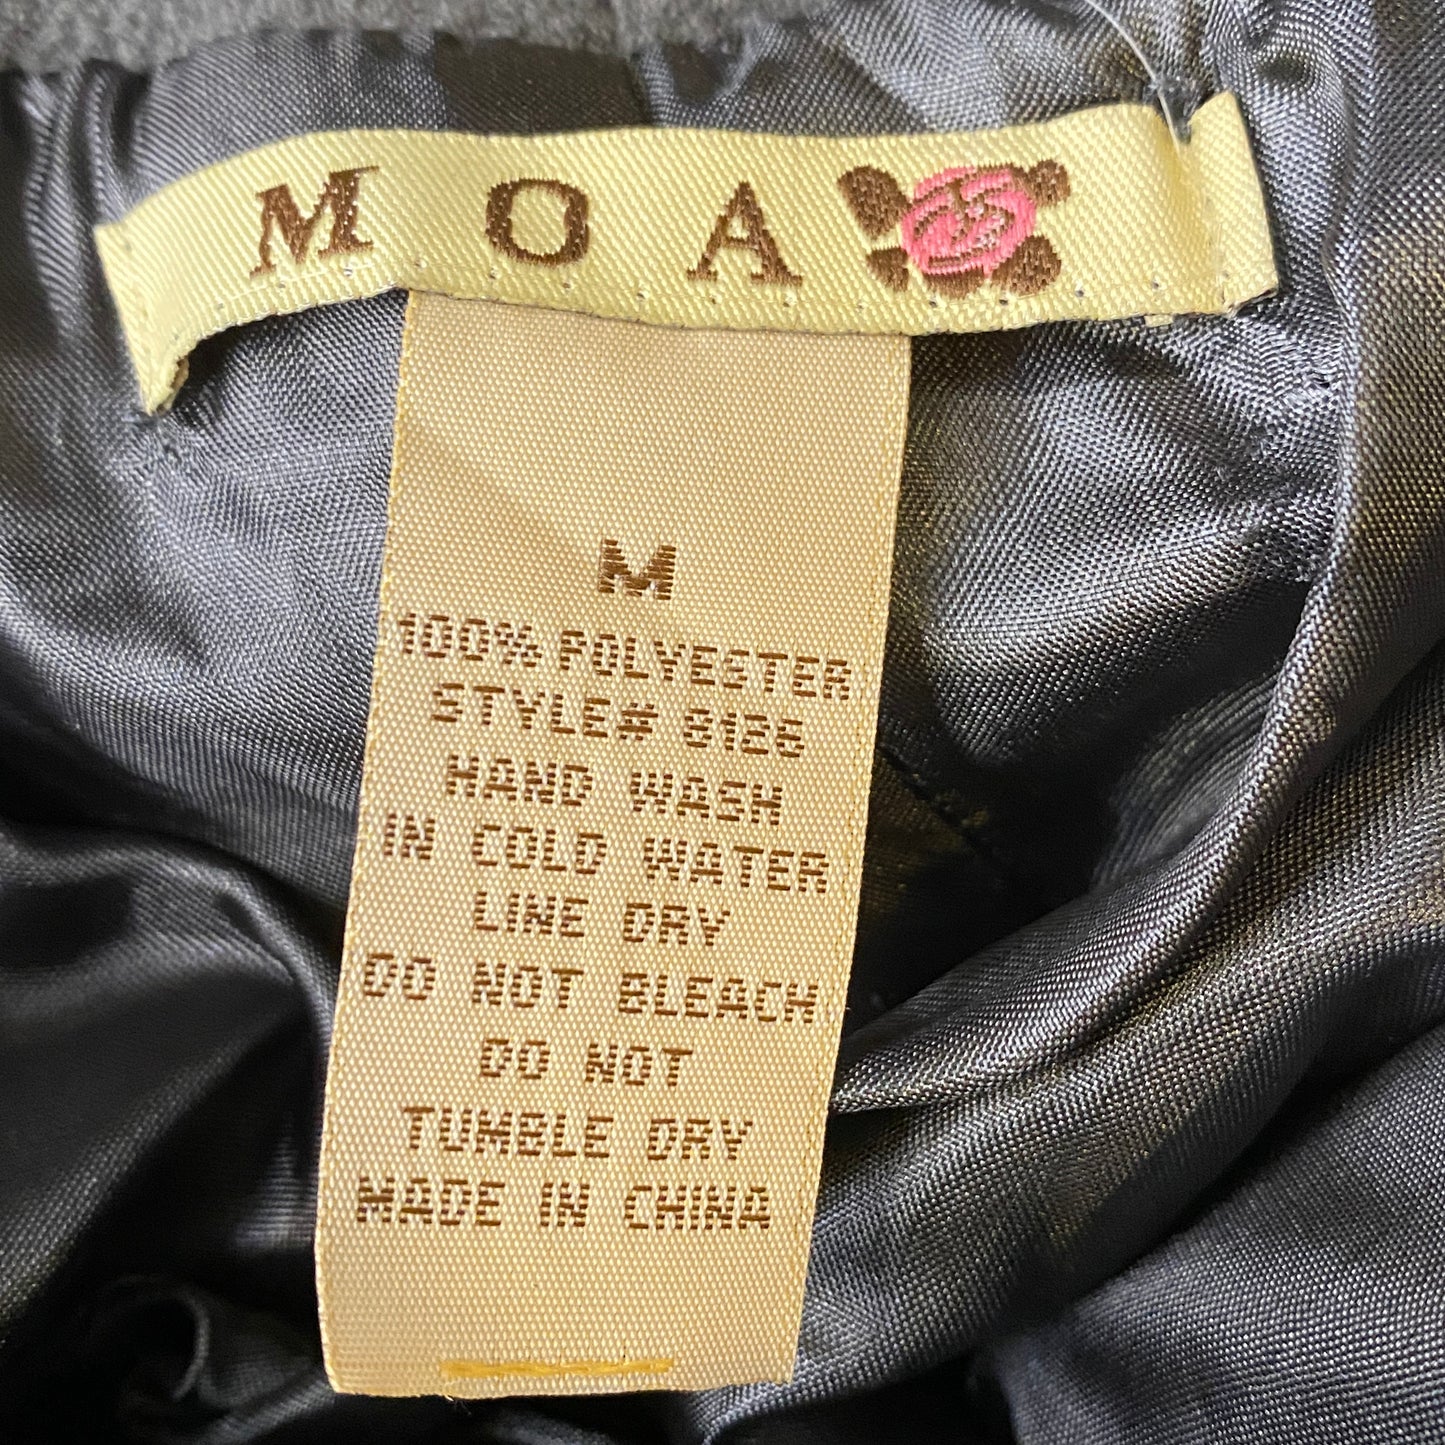 MOA
M
100% POLYESTER
STYLE# 8126
HAND WASH
IN COLD WATER
LINE DRY
DO NOT BLEACH
DO NOT
TUMBLE DRY
MADE IN CHINA